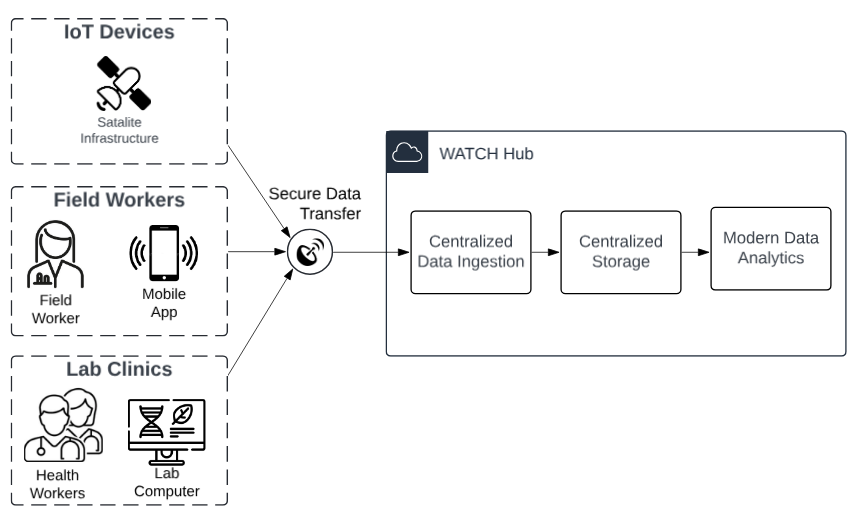 IoT Devices
Satalite
Infrastructure
Field Workers
Field
Worker
Mobile
App
Lab Clinics
Health
Workers
Lab
Computer
Secure Data
Transfer
WATCH Hub
Centralized
Data Ingestion
Centralized
Storage
Modern Data
Analytics